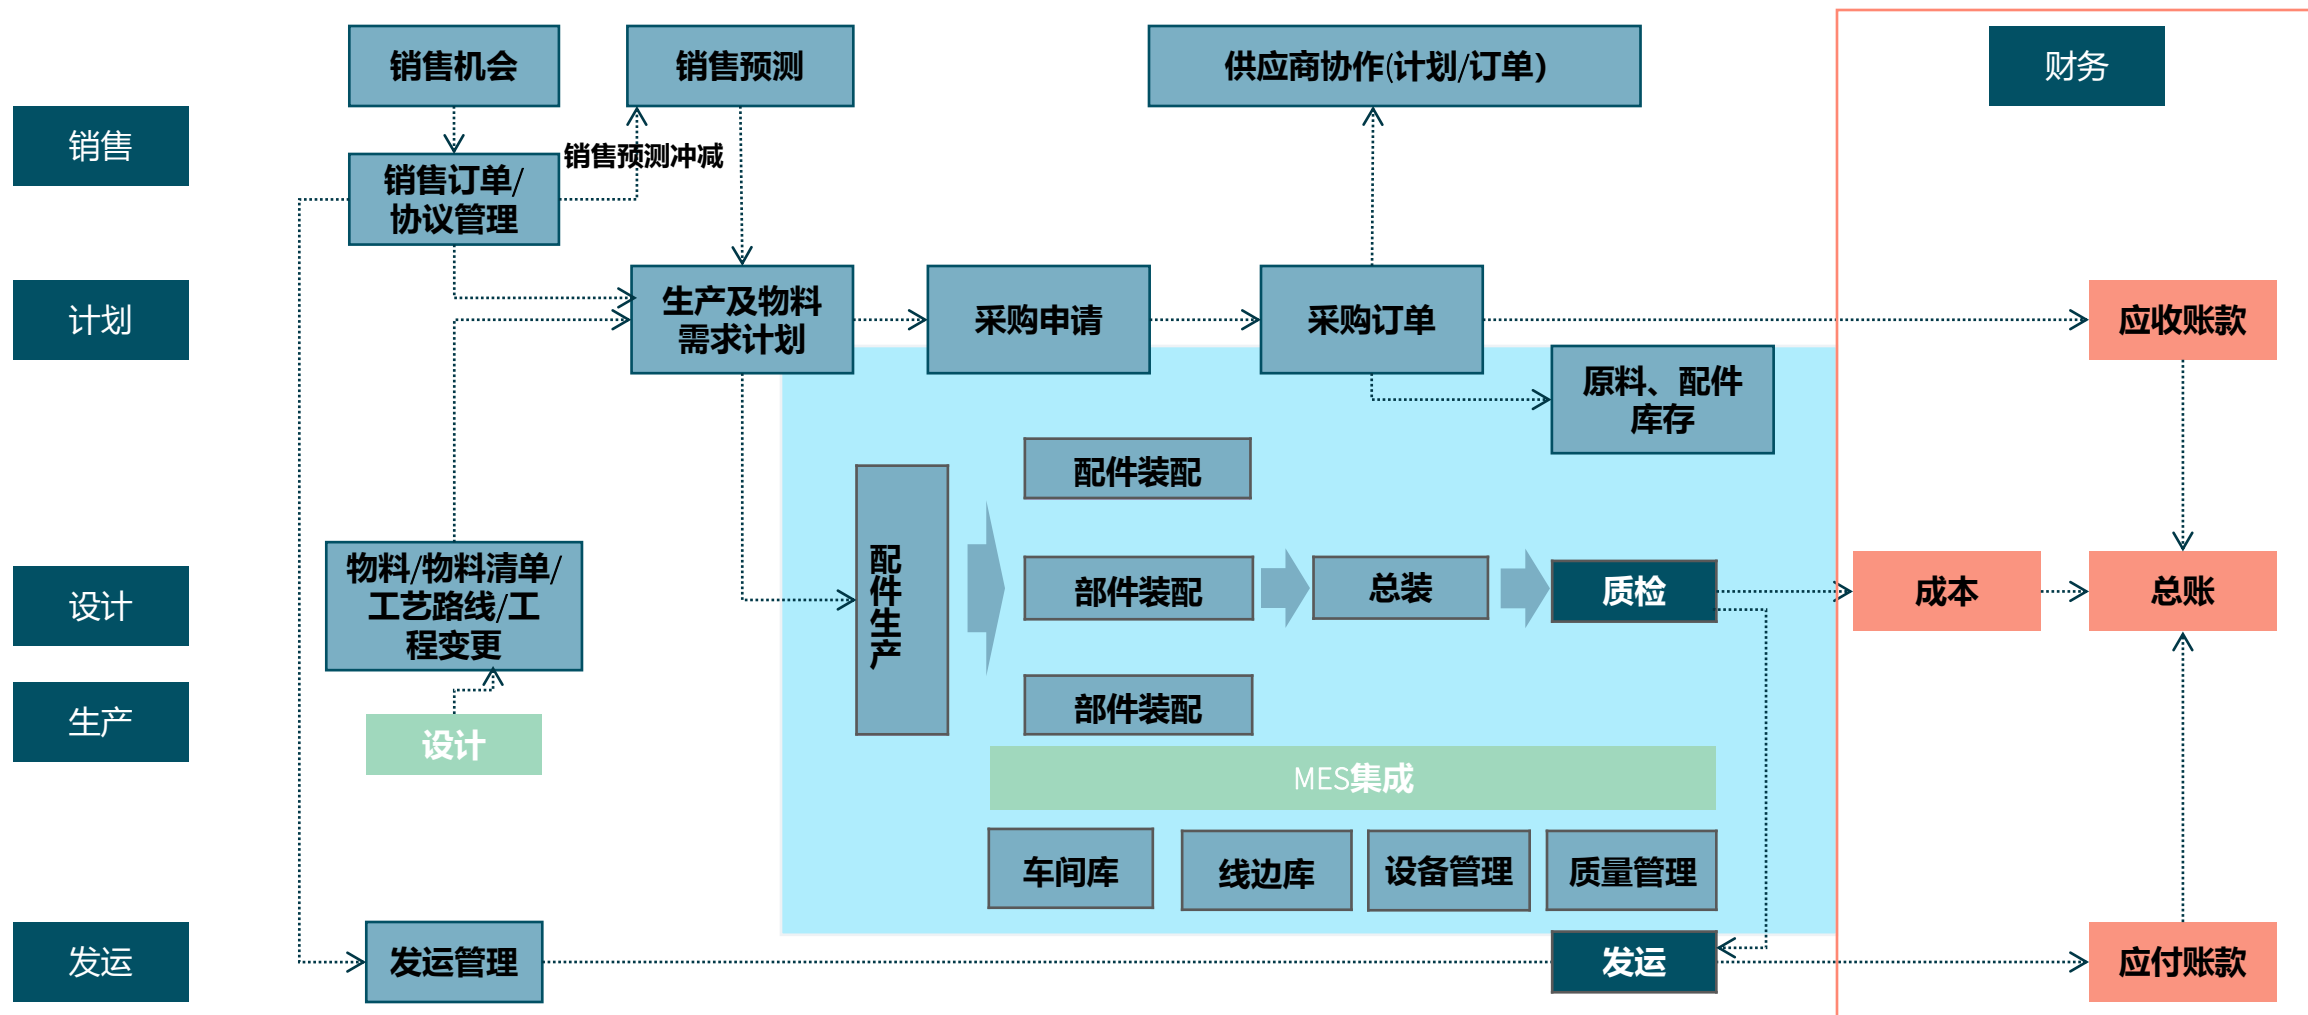 销售机会
销售预测
供应商协作(计划/订单)
财务
销售
销售预测冲减
销售订单/
协议管理
计划
生产及物料
需求计划
采购申请
采购订单
应收账款
原料、配件
库存
配件装配
配件生产
物料/物料清单/
工艺路线/工
程变更
设计
部件装配
总装
质检
成本
总账
生产
设计
部件装配
MES集成
车间库
线边库
设备管理
质量管理
发运
发运管理
发运
应付账款